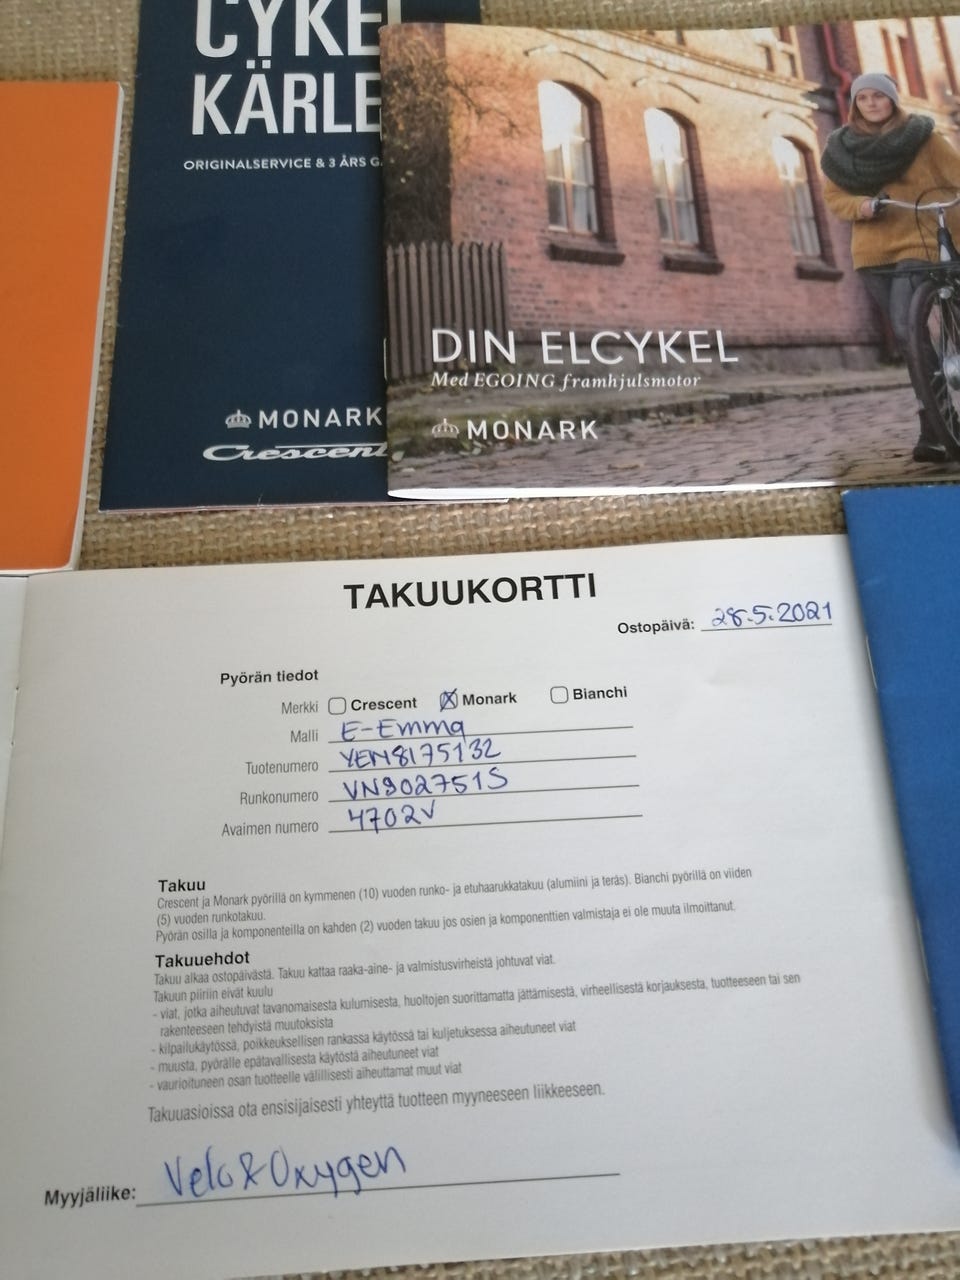 CYKEL
KÄRLE
ORIGINALSERVICE & 3 ÅRS
MONARK
Crescent
DIN ELCYKEL
Med EGOING framhjulsmotor
MONARK
TAKUUKORTTI
Ostopäivä: 28.5.2021
Pyörän tiedot
Merkki Crescent Monark Bianchi
Malli E-Emma
Tuotenumero YEM8175132
Runkonumero VN902751S
Avaimen numero 4702V
Takuu
Crescent ja Monark pyörillä on kymmenen (10) vuoden runko- ja etuhaarukkatakuu (alumiini ja teräs). Bianchi pyörillä on viiden
(5) vuoden runkotakuu.
Pyörän osilla ja komponenteilla on kahden (2) vuoden takuu jos osien ja komponenttien valmistaja ei ole muuta ilmoittanut.
Takuuehdot
Takuu alkaa ostopäivästä. Takuu kattaa raaka-aine- ja valmistusvirheistä johtuvat viat.
Takuun piiriin eivät kuulu
- viat, jotka aiheutuvat tavanomaisesta kulumisesta, huoltojen suorittamatta jättämisestä, virheellisestä korjauksesta, tuotteeseen tai sen
rakenteeseen tehdyistä muutoksista
- kilpailukäytössä, poikkeuksellisen rankassa käytössä tai kuljetuksessa aiheutuneet viat
- muusta, pyörälle epätavallisesta käytöstä aiheutuneet viat
- vaurioituneen osan tuotteelle välillisesti aiheuttamat muut viat
Takuuasioissa ota ensisijaisesti yhteyttä tuotteen myyneeseen liikkeeseen.
Myyjäliike: Velo & Oxygen